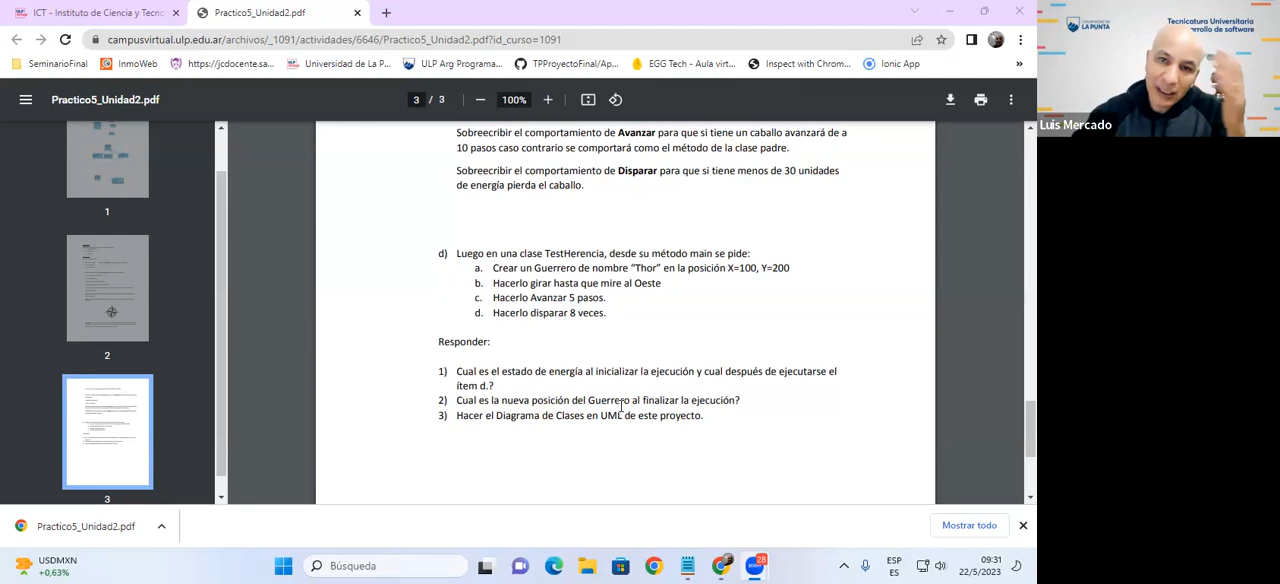 ICT - Instituto de Ciencia y Tecno
Practico5_Unidad2.pdf
campusvirtual.ulp.edu.ar/archivos/_1091/actividades/6646/Practico5_Unidad2.pdf?idcurso=1091
SeminarioFinal
InmoWeb
https://jcdocente.sa...
Universidad de La P...
ULP Arg Programa...
TPProyectoFinal/Ap...
EGG Tech - Aula virt...
Inspect with Chrom...
Ionic App
»
Practico5_Unidad2.pdf
3 / 3
100%
1
2
3
Sobreecribir el comportamiento de Avanzar para que si tiene un caballo avanzará de a
10 pasos caso contrario se comportará como el método de la clase padre.
Sobreecribir el comportamiento de Disparar para que si tiene menos de 30 unidades
de energía pierda el caballo.
d) Luego en una clase TestHerencia, desde su método main se pide:
a. Crear un Guerrero de nombre “Thor” en la posición X=100, Y=200
b. Hacerlo girar hasta que mire al Oeste
c. Hacerlo Avanzar 5 pasos.
d. Hacerlo disparar 8 veces.
Responder:
1) Cual es el estado de energía al inicializar la ejecución y cual después de ejecutarse el
ítem d.?
2) Cual es la nueva posición del Guerrero al finalizar la ejecución?
3) Hacer el Diagrama de Clases en UML de este proyecto.
Universidad de
LA PUNTA
Tecnicatura Universitaria
arrollo de software
Luis Mercado
Practico5_Unidad2.pdf
Mostrar todo
USDMXN
+0,63%
Búsqueda
zoom
28
ESP
ES
09:31
22/5/2023